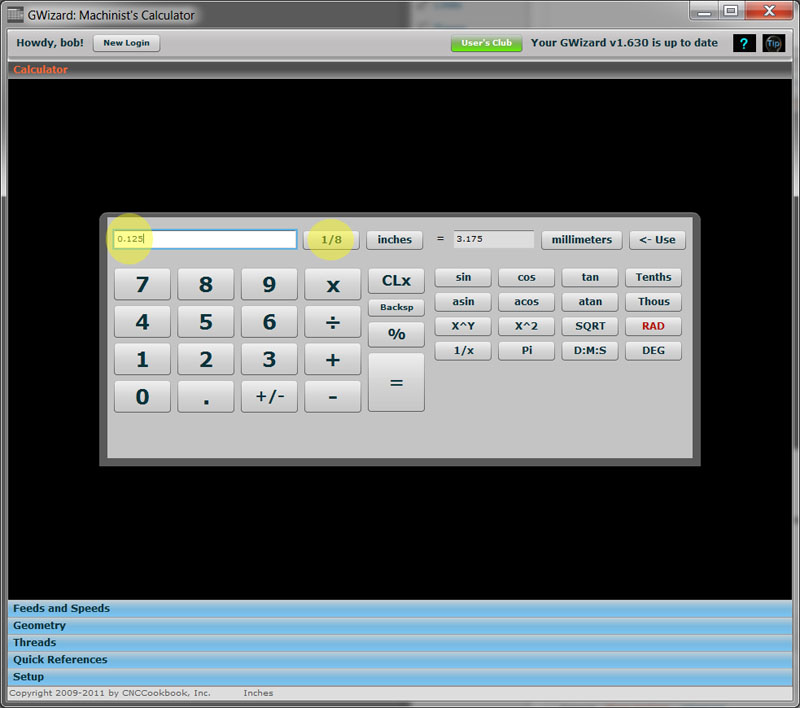 GWizard: Machinist's Calculator
Howdy, bob! New Login User's Club Your GWizard v1.630 is up to date ? Tip
Calculator
0.125 1/8 inches = 3.175 millimeters <- Use
7 8 9 x CLx sin cos tan Tenths
Backsp asin acos atan Thous
4 5 6 ÷ % X^Y X^2 SQRT RAD
1 2 3 + = 1/x Pi D:M:S DEG
0 . +/- -
Feeds and Speeds
Geometry
Threads
Quick References
Setup
Copyright 2009-2011 by CNCCookbook, Inc. Inches